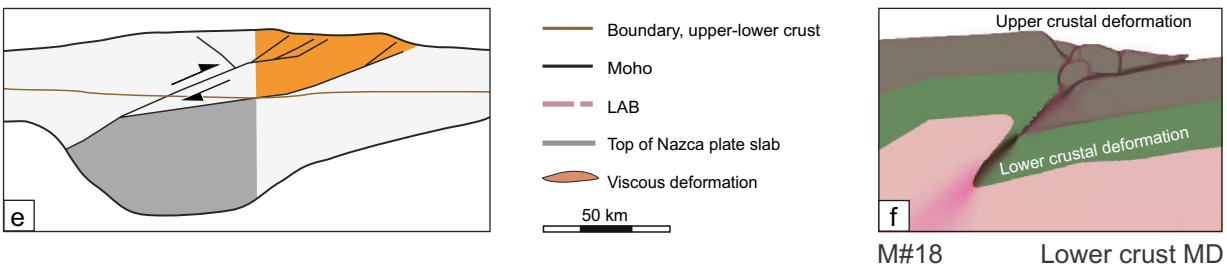 e
Boundary, upper-lower crust
Moho
LAB
Top of Nazca plate slab
Viscous deformation
50 km
Upper crustal deformation
Lower crustal deformation
f
M#18 Lower crust MD